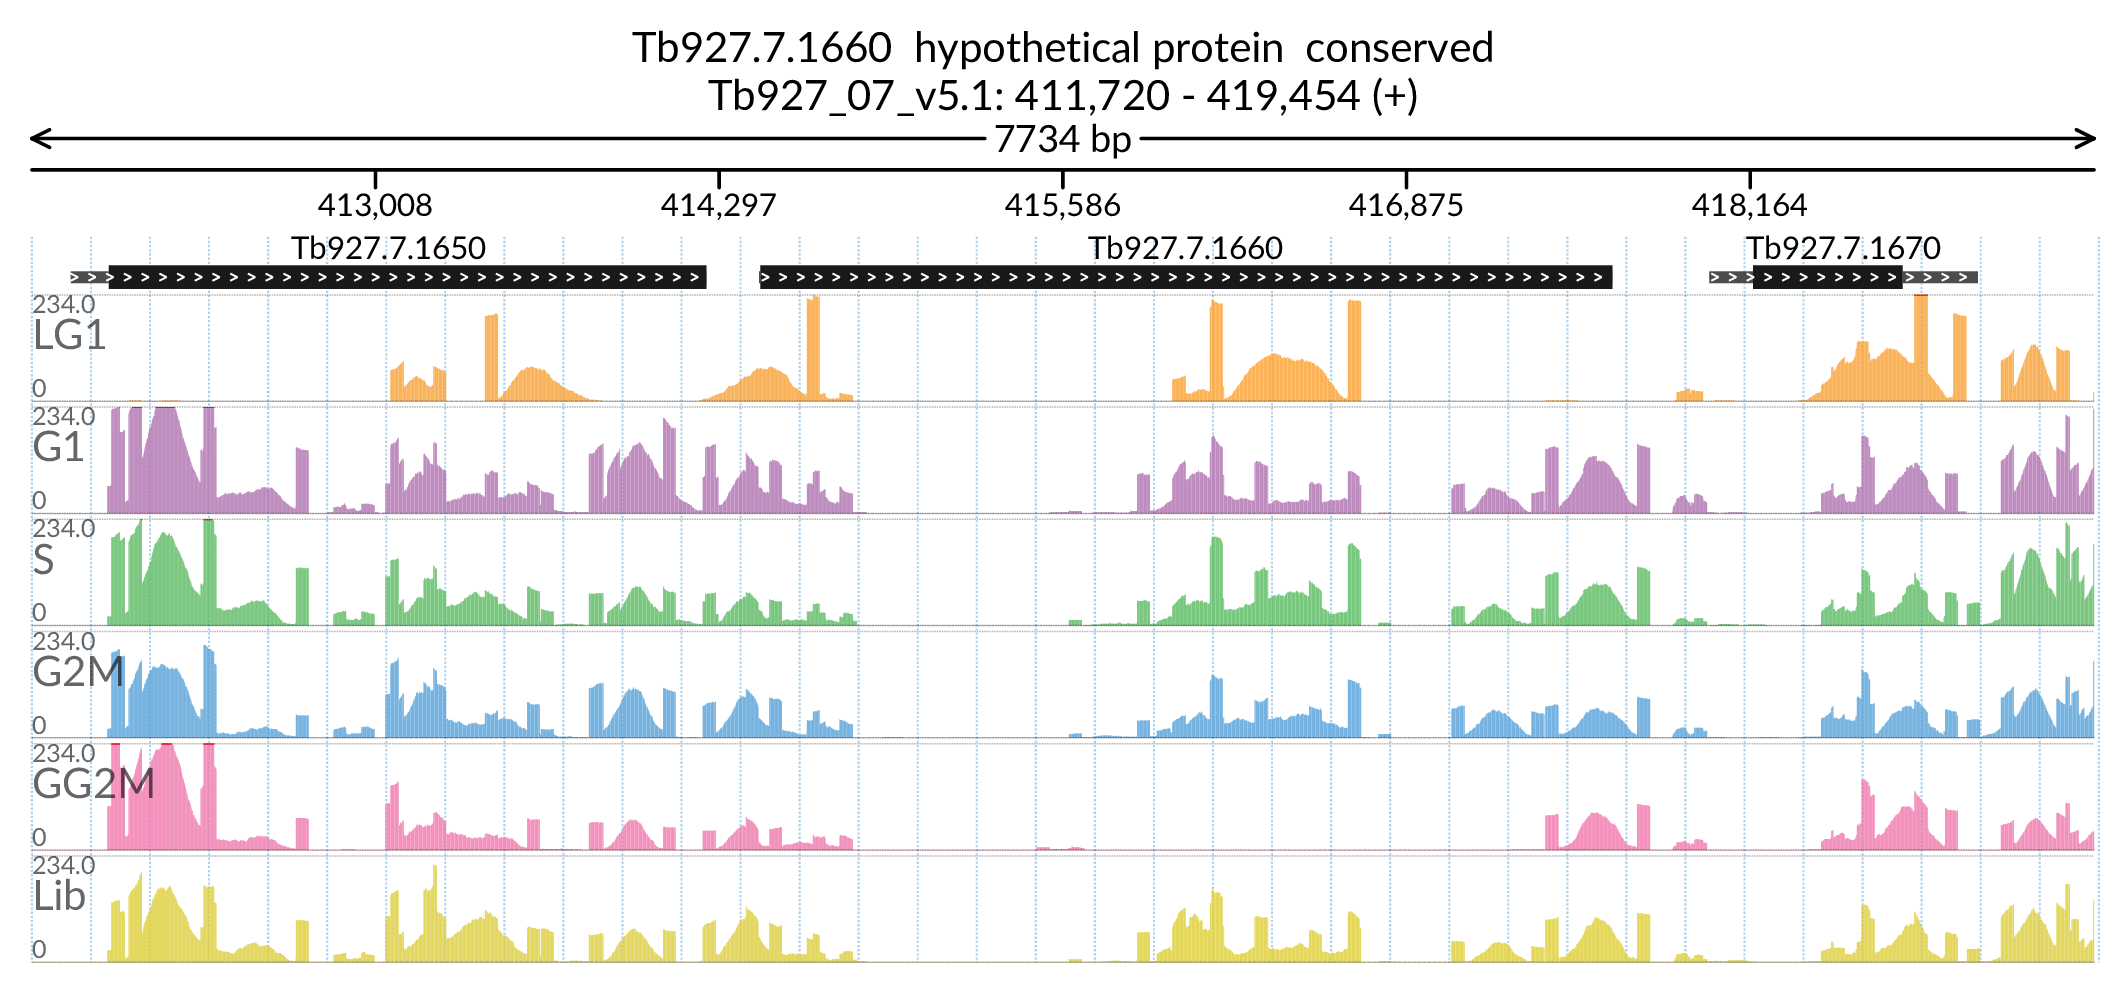 Tb927.7.1660 hypothetical protein conserved
Tb927_07_v5.1: 411,720 - 419,454 (+)
7734 bp
413,008 414,297 415,586 416,875 418,164
Tb927.7.1650 Tb927.7.1660 Tb927.7.1670
234.0
LG1
0
234.0
G1
0
234.0
S
0
234.0
G2M
0
234.0
GG2M
0
234.0
Lib
0